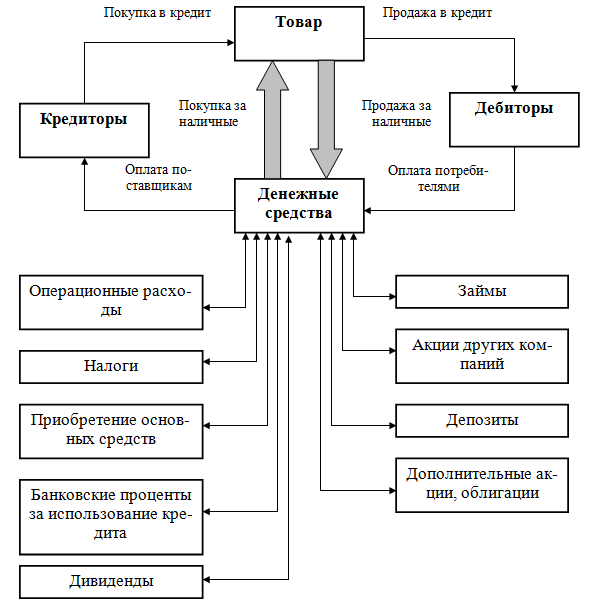 Покупка в кредит
Товар
Продажа в кредит
Кредиторы
Покупка за
наличные
Продажа за
наличные
Дебиторы
Оплата по-
ставщикам
Оплата потреби-
телями
Денежные
средства
Операционные расхо-
ды
Займы
Налоги
Акции других ком-
паний
Приобретение основ-
ных средств
Депозиты
Банковские проценты
за использование кре-
дита
Дополнительные ак-
ции, облигации
Дивиденды